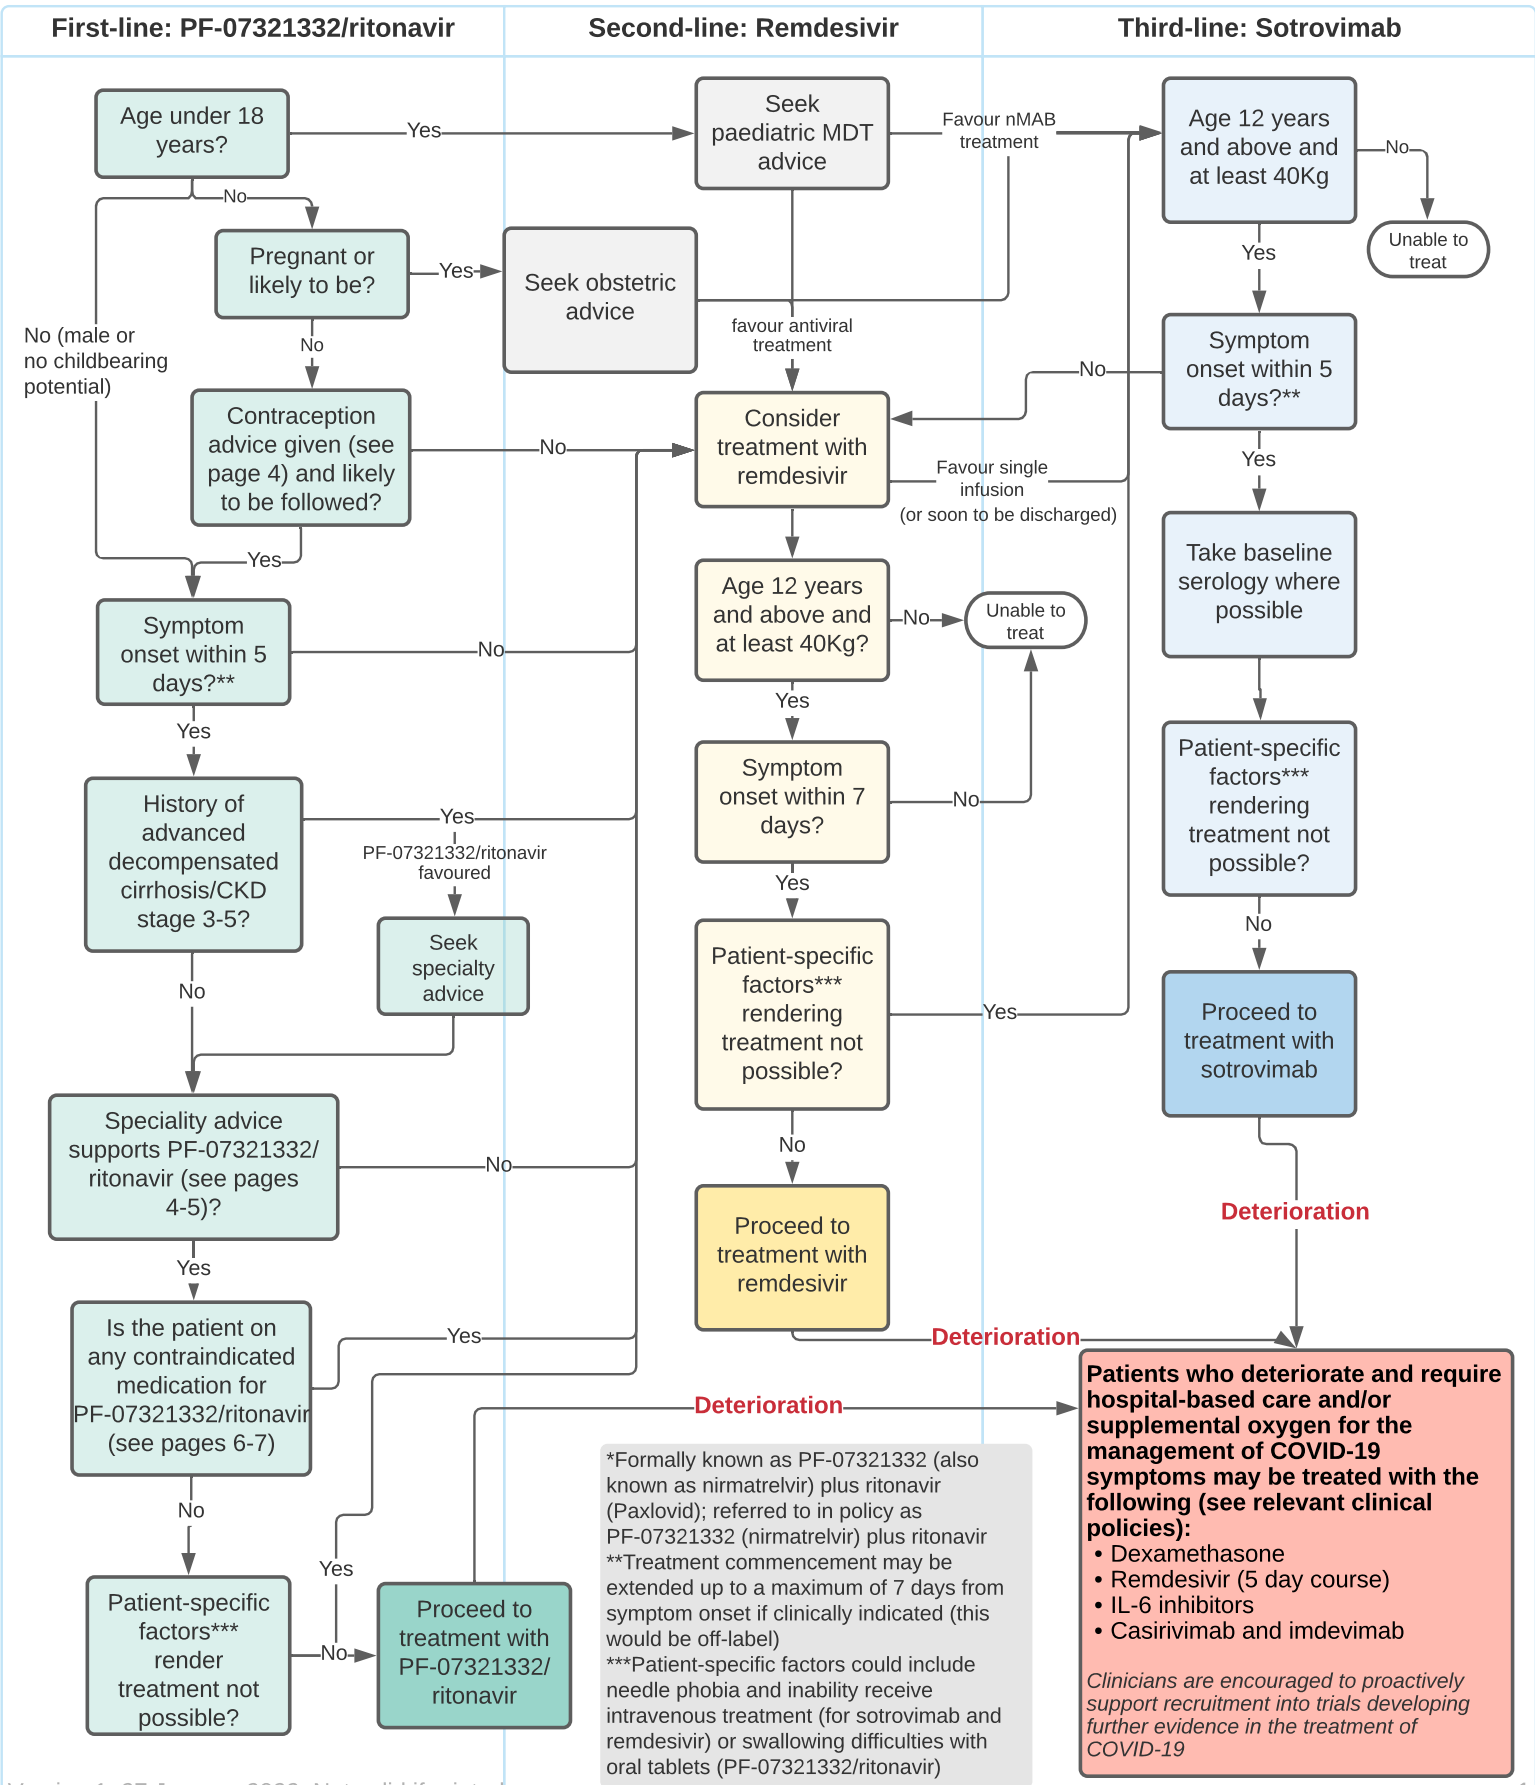 First-line: PF-07321332/ritonavir
Second-line: Remdesivir
Third-line: Sotrovimab
Age under 18
years?
Yes
No
No (male or
no childbearing
potential)
Pregnant or
likely to be?
Yes
No
Contraception
advice given (see
page 4) and likely
to be followed?
No
Yes
Symptom
onset within 5
days?**
No
Yes
History of
advanced
decompensated
cirrhosis/CKD
stage 3-5?
Yes
PF-07321332/ritonavir
favoured
Seek
specialty
advice
No
Speciality advice
supports PF-07321332/
ritonavir (see pages
4-5)?
No
Yes
Is the patient on
any contraindicated
medication for
PF-07321332/ritonavir
(see pages 6-7)
Yes
No
Patient-specific
factors***
render
treatment not
possible?
Yes
No
Proceed to
treatment with
PF-07321332/
ritonavir
Deterioration
Seek
paediatric MDT
advice
Favour nMAB
treatment
Seek obstetric
advice
favour antiviral
treatment
Consider
treatment with
remdesivir
Favour single
infusion
(or soon to be discharged)
Age 12 years
and above and
at least 40Kg?
No
Unable to
treat
Yes
Symptom
onset within 7
days?
No
Yes
Patient-specific
factors***
rendering
treatment not
possible?
Yes
No
Proceed to
treatment with
remdesivir
Deterioration
Age 12 years
and above and
at least 40Kg
No
Unable to
treat
Yes
Symptom
onset within 5
days?**
No
Yes
Take baseline
serology where
possible
Patient-specific
factors***
rendering
treatment not
possible?
No
Proceed to
treatment with
sotrovimab
Deterioration
Patients who deteriorate and require
hospital-based care and/or
supplemental oxygen for the
management of COVID-19
symptoms may be treated with the
following (see relevant clinical
policies):
• Dexamethasone
• Remdesivir (5 day course)
• IL-6 inhibitors
• Casirivimab and imdevimab
Clinicians are encouraged to proactively
support recruitment into trials developing
further evidence in the treatment of
COVID-19
*Formally known as PF-07321332 (also
known as nirmatrelvir) plus ritonavir
(Paxlovid); referred to in policy as
PF-07321332 (nirmatrelvir) plus ritonavir
**Treatment commencement may be
extended up to a maximum of 7 days from
symptom onset if clinically indicated (this
would be off-label)
***Patient-specific factors could include
needle phobia and inability receive
intravenous treatment (for sotrovimab and
remdesivir) or swallowing difficulties with
oral tablets (PF-07321332/ritonavir)